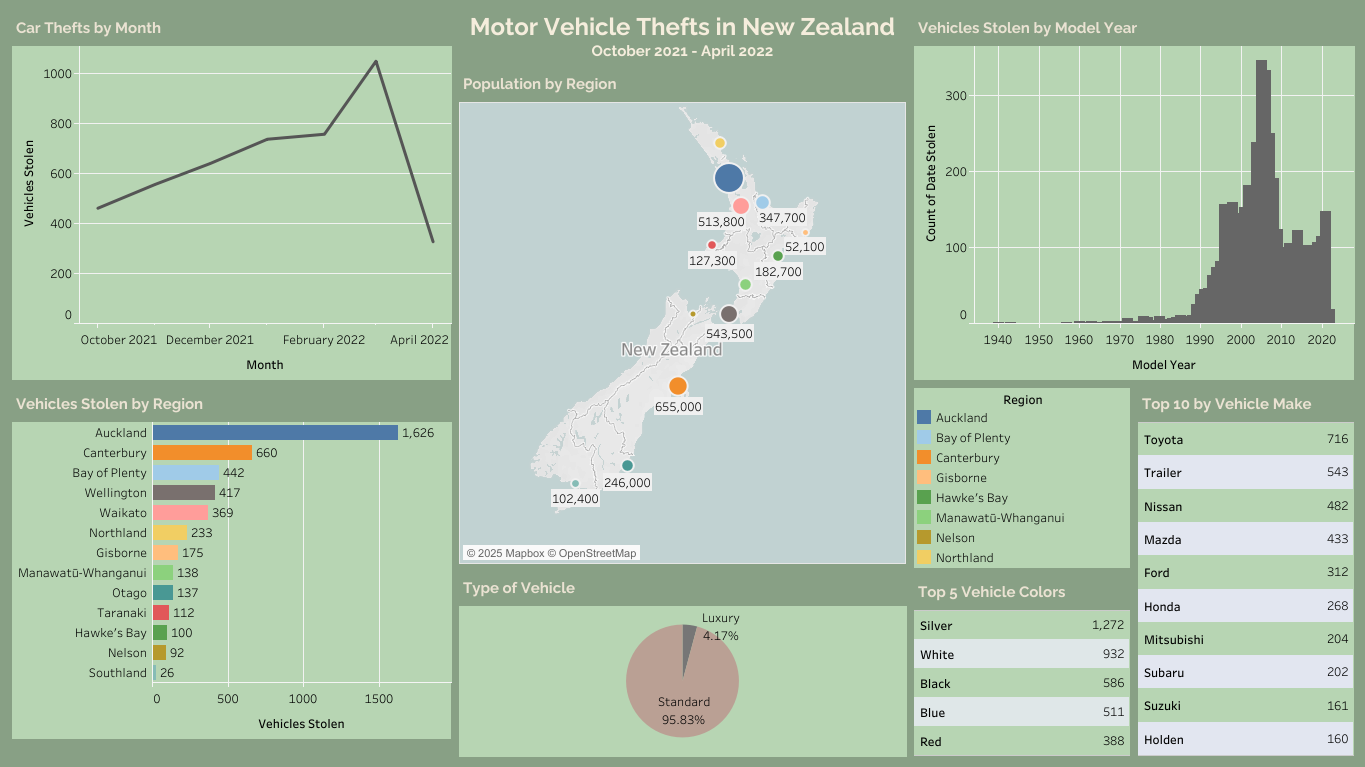 Motor Vehicle Thefts in New Zealand
October 2021 - April 2022
Car Thefts by Month
Vehicles Stolen
1000
800
600
400
200
0
October 2021 December 2021 February 2022 April 2022
Month
Vehicles Stolen by Region
Auckland 1,626
Canterbury 660
Bay of Plenty 442
Wellington 417
Waikato 369
Northland 233
Gisborne 175
Manawatū-Whanganui 138
Otago 137
Taranaki 112
Hawke's Bay 100
Nelson 92
Southland 26
0 500 1000 1500
Vehicles Stolen
Population by Region
513,800
347,700
52,100
127,300
182,700
543,500
New Zealand
655,000
246,000
102,400
© 2025 Mapbox © OpenStreetMap
Type of Vehicle
Luxury
4.17%
Standard
95.83%
Vehicles Stolen by Model Year
Count of Date Stolen
300
200
100
0
1940 1950 1960 1970 1980 1990 2000 2010 2020
Model Year
Region
Auckland
Bay of Plenty
Canterbury
Gisborne
Hawke's Bay
Manawatū-Whanganui
Nelson
Northland
Top 5 Vehicle Colors
Silver 1,272
White 932
Black 586
Blue 511
Red 388
Top 10 by Vehicle Make
Toyota 716
Trailer 543
Nissan 482
Mazda 433
Ford 312
Honda 268
Mitsubishi 204
Subaru 202
Suzuki 161
Holden 160